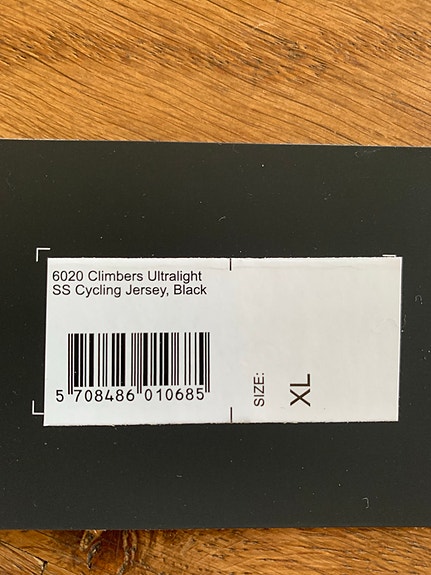 6020 Climbers Ultralight
SS Cycling Jersey, Black
5 708486 010685
SIZE:
XL